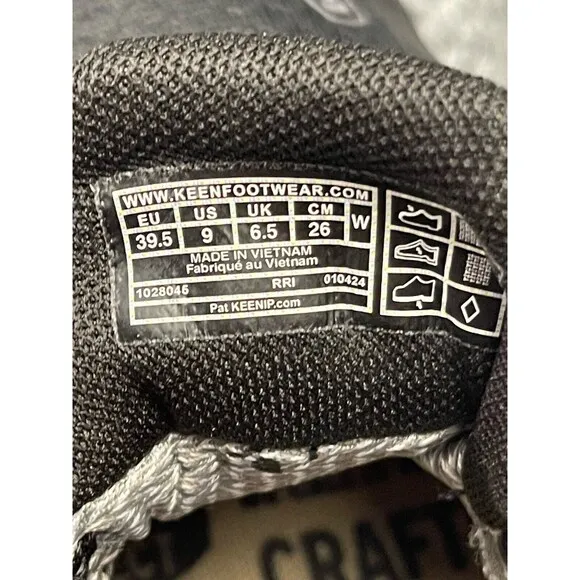 WWW.KEENFOOTWEAR.COM
EU US UK CM W
39.5 9 6.5 26
MADE IN VIETNAM
Fabriqué au Vietnam
1028045 RRI 010424
Pat KEENIP.com
CRAFT